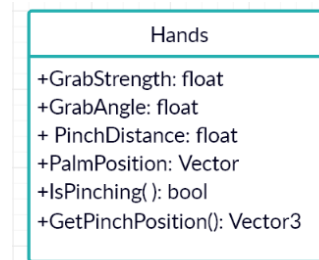 Hands
+GrabStrength: float
+GrabAngle: float
+ PinchDistance: float
+PalmPosition: Vector
+IsPinching( ): bool
+GetPinchPosition(): Vector3